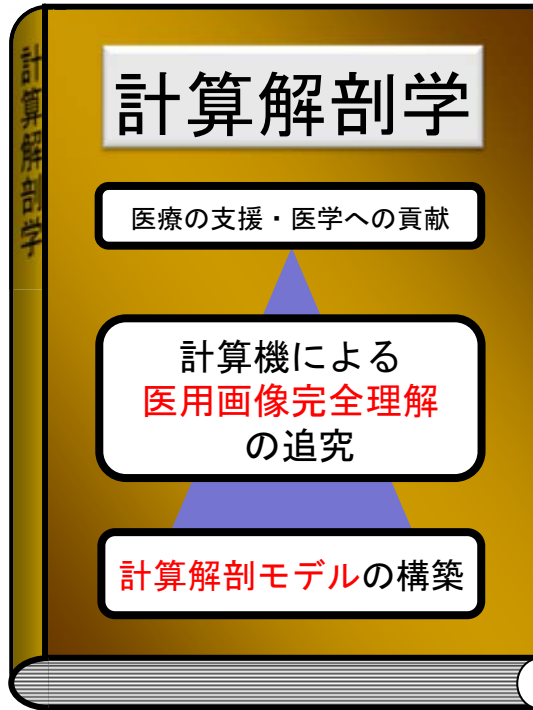 計算解剖学
計算解剖学
医療の支援・医学への貢献
計算機による
医用画像完全理解
の追究
計算解剖モデルの構築